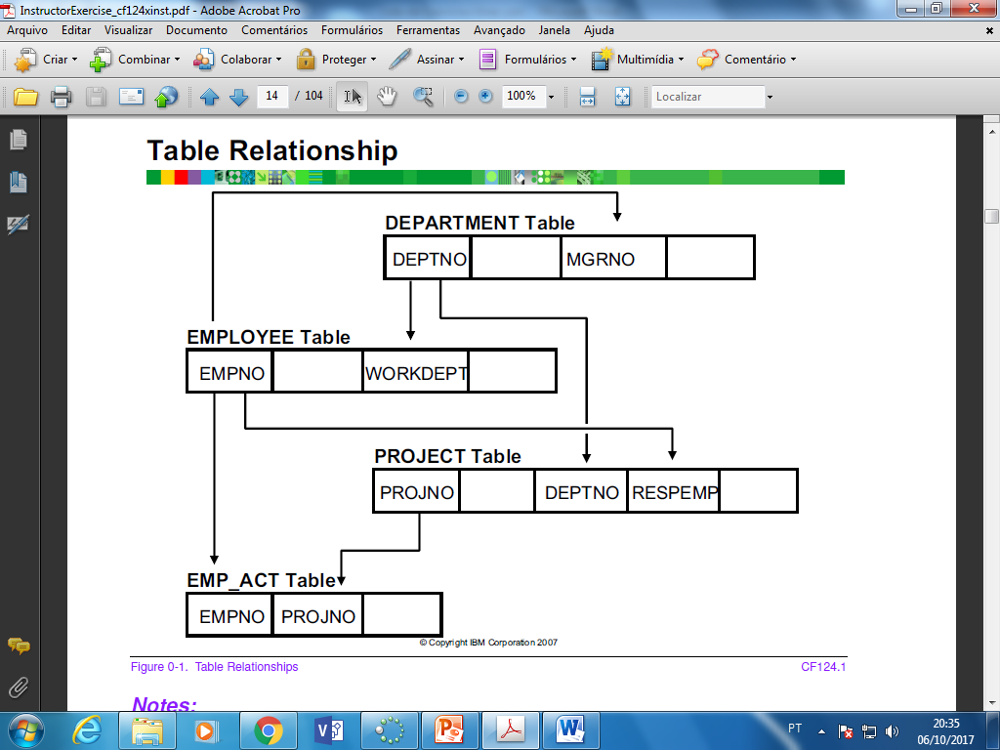 InstructorExercise_cf124xinst.pdf - Adobe Acrobat Pro
Arquivo Editar Visualizar Documento Comentários Formulários Ferramentas Avançado Janela Ajuda
Criar Combinar Colaborar Proteger Assinar Formulários Multimídia Comentário
14 / 104 100% Localizar
Table Relationship
DEPARTMENT Table
DEPTNO MGRNO
EMPLOYEE Table
EMPNO WORKDEPT
PROJECT Table
PROJNO DEPTNO RESPEMP
EMP_ACT Table
EMPNO PROJNO
© Copyright IBM Corporation 2007
Figure 0-1. Table Relationships CF124.1
Notes:
PT 20:35
06/10/2017